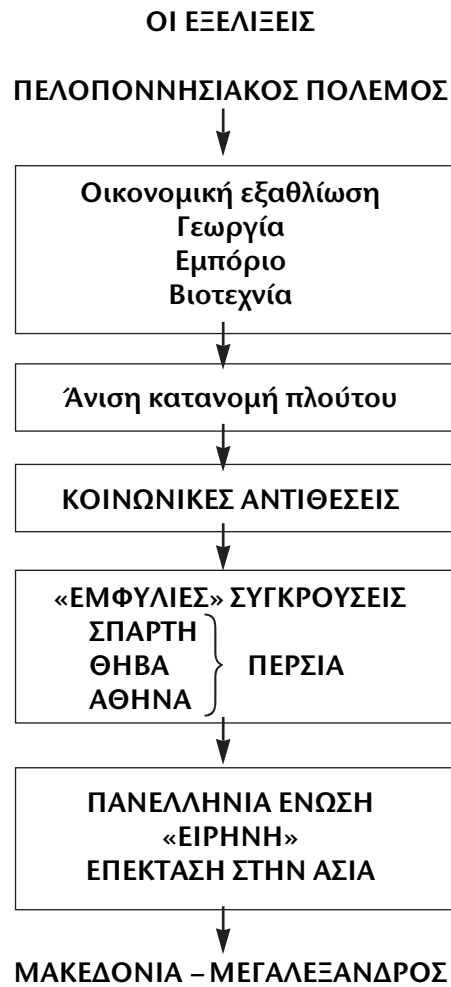 ΟΙ ΕΞΕΛΙΞΕΙΣ
ΠΕΛΟΠΟΝΝΗΣΙΑΚΟΣ ΠΟΛΕΜΟΣ
Οικονομική εξαθλίωση
Γεωργία
Εμπόριο
Βιοτεχνία
Άνιση κατανομή πλούτου
ΚΟΙΝΩΝΙΚΕΣ ΑΝΤΙΘΕΣΕΙΣ
«ΕΜΦΥΛΙΕΣ» ΣΥΓΚΡΟΥΣΕΙΣ
ΣΠΑΡΤΗ
ΘΗΒΑ ΠΕΡΣΙΑ
ΑΘΗΝΑ
ΠΑΝΕΛΛΗΝΙΑ ΕΝΩΣΗ
«ΕΙΡΗΝΗ»
ΕΠΕΚΤΑΣΗ ΣΤΗΝ ΑΣΙΑ
ΜΑΚΕΔΟΝΙΑ – ΜΕΓΑΛΕΞΑΝΔΡΟΣ